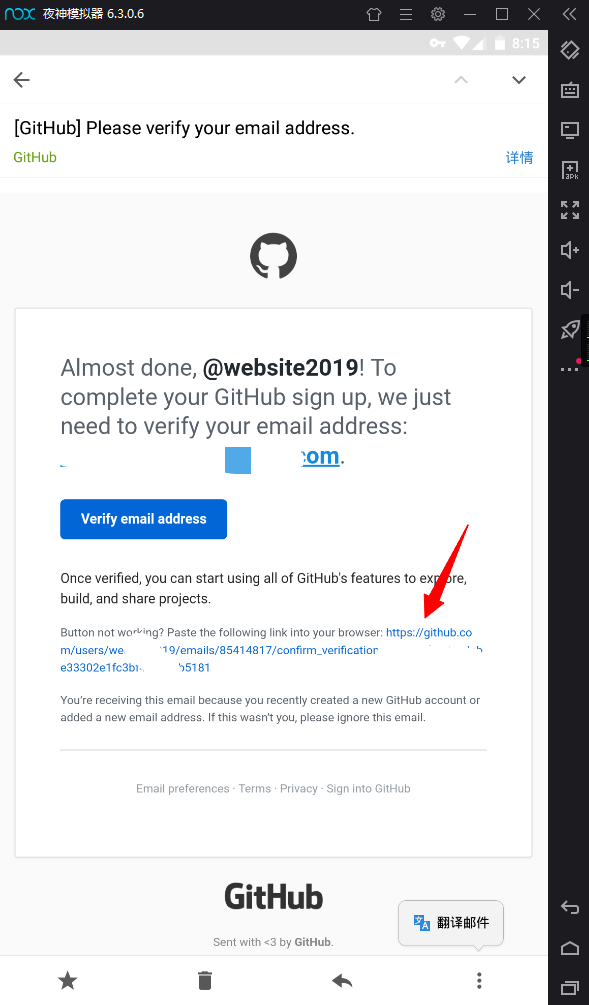 nox 夜神模拟器 6.3.0.6
8:15
[GitHub] Please verify your email address.
GitHub 详情
Almost done, @website2019! To
complete your GitHub sign up, we just
need to verify your email address:
com.
Verify email address
Once verified, you can start using all of GitHub's features to explore,
build, and share projects.
Button not working? Paste the following link into your browser: https://github.co
m/users/we 19/emails/85414817/confirm_verification
e33302e1fc3b b5181
You’re receiving this email because you recently created a new GitHub account or
added a new email address. If this wasn’t you, please ignore this email.
Email preferences · Terms · Privacy · Sign into GitHub
GitHub
翻译邮件
Sent with <3 by GitHub.